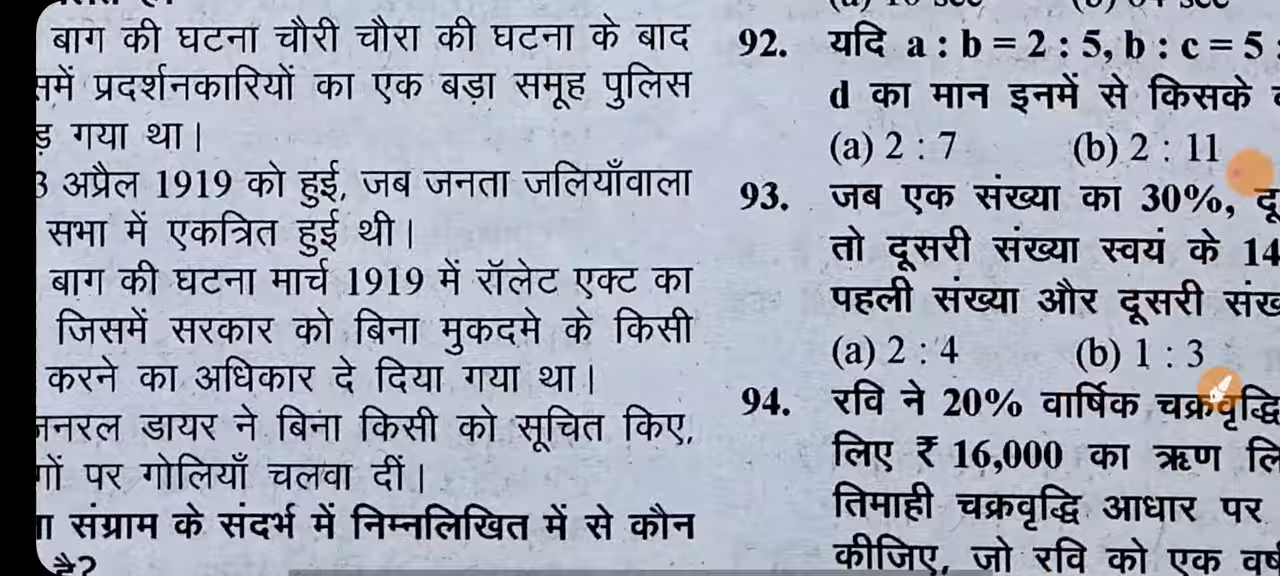 बाग की घटना चौरी चौरा की घटना के बाद
प्रदर्शनकारियों का एक बड़ा समूह पुलिस
गया था।
3 अप्रैल 1919 को हुई, जब जनता जलियाँवाला
सभा में एकत्रित हुई थी।
बाग की घटना मार्च 1919 में रॉलेट एक्ट का
जिसमें सरकार को बिना मुकदमे के किसी
करने का अधिकार दे दिया गया था।
जनरल डायर ने बिना किसी को सूचित किए,
पर गोलियाँ चलवा दीं।
संग्राम के संदर्भ में निम्नलिखित में से कौन
है?
92. यदि a : b = 2 : 5, b : c = 5 :
d का मान इनमें से किसके
(a) 2 : 7 (b) 2 : 11
93. जब एक संख्या का 30%,
तो दूसरी संख्या स्वयं के 14
पहली संख्या और दूसरी
(a) 2 : 4 (b) 1 : 3
94. रवि ने 20% वार्षिक चक्रवृद्धि
लिए ₹ 16,000 का ऋण
तिमाही चक्रवृद्धि आधार पर
कीजिए, जो रवि को एक